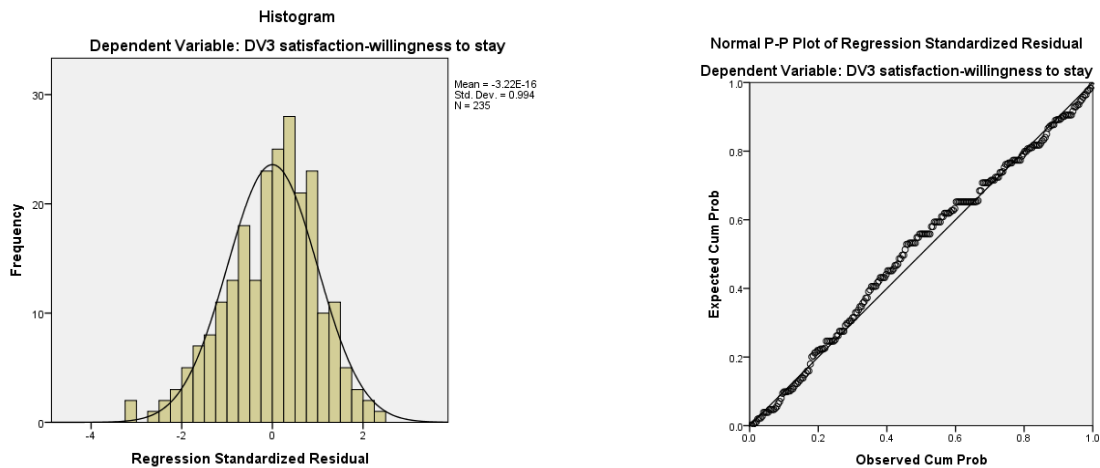 Histogram
Dependent Variable: DV3 satisfaction-willingness to stay
Mean = -3.22E-16
Std. Dev. = 0.994
N = 235
30
20
10
0
Frequency
-4
-2
0
2
Regression Standardized Residual
Normal P-P Plot of Regression Standardized Residual
Dependent Variable: DV3 satisfaction-willingness to stay
1.0
0.8
0.6
0.4
0.2
0.0
Expected Cum Prob
0.0
0.2
0.4
0.6
0.8
1.0
Observed Cum Prob